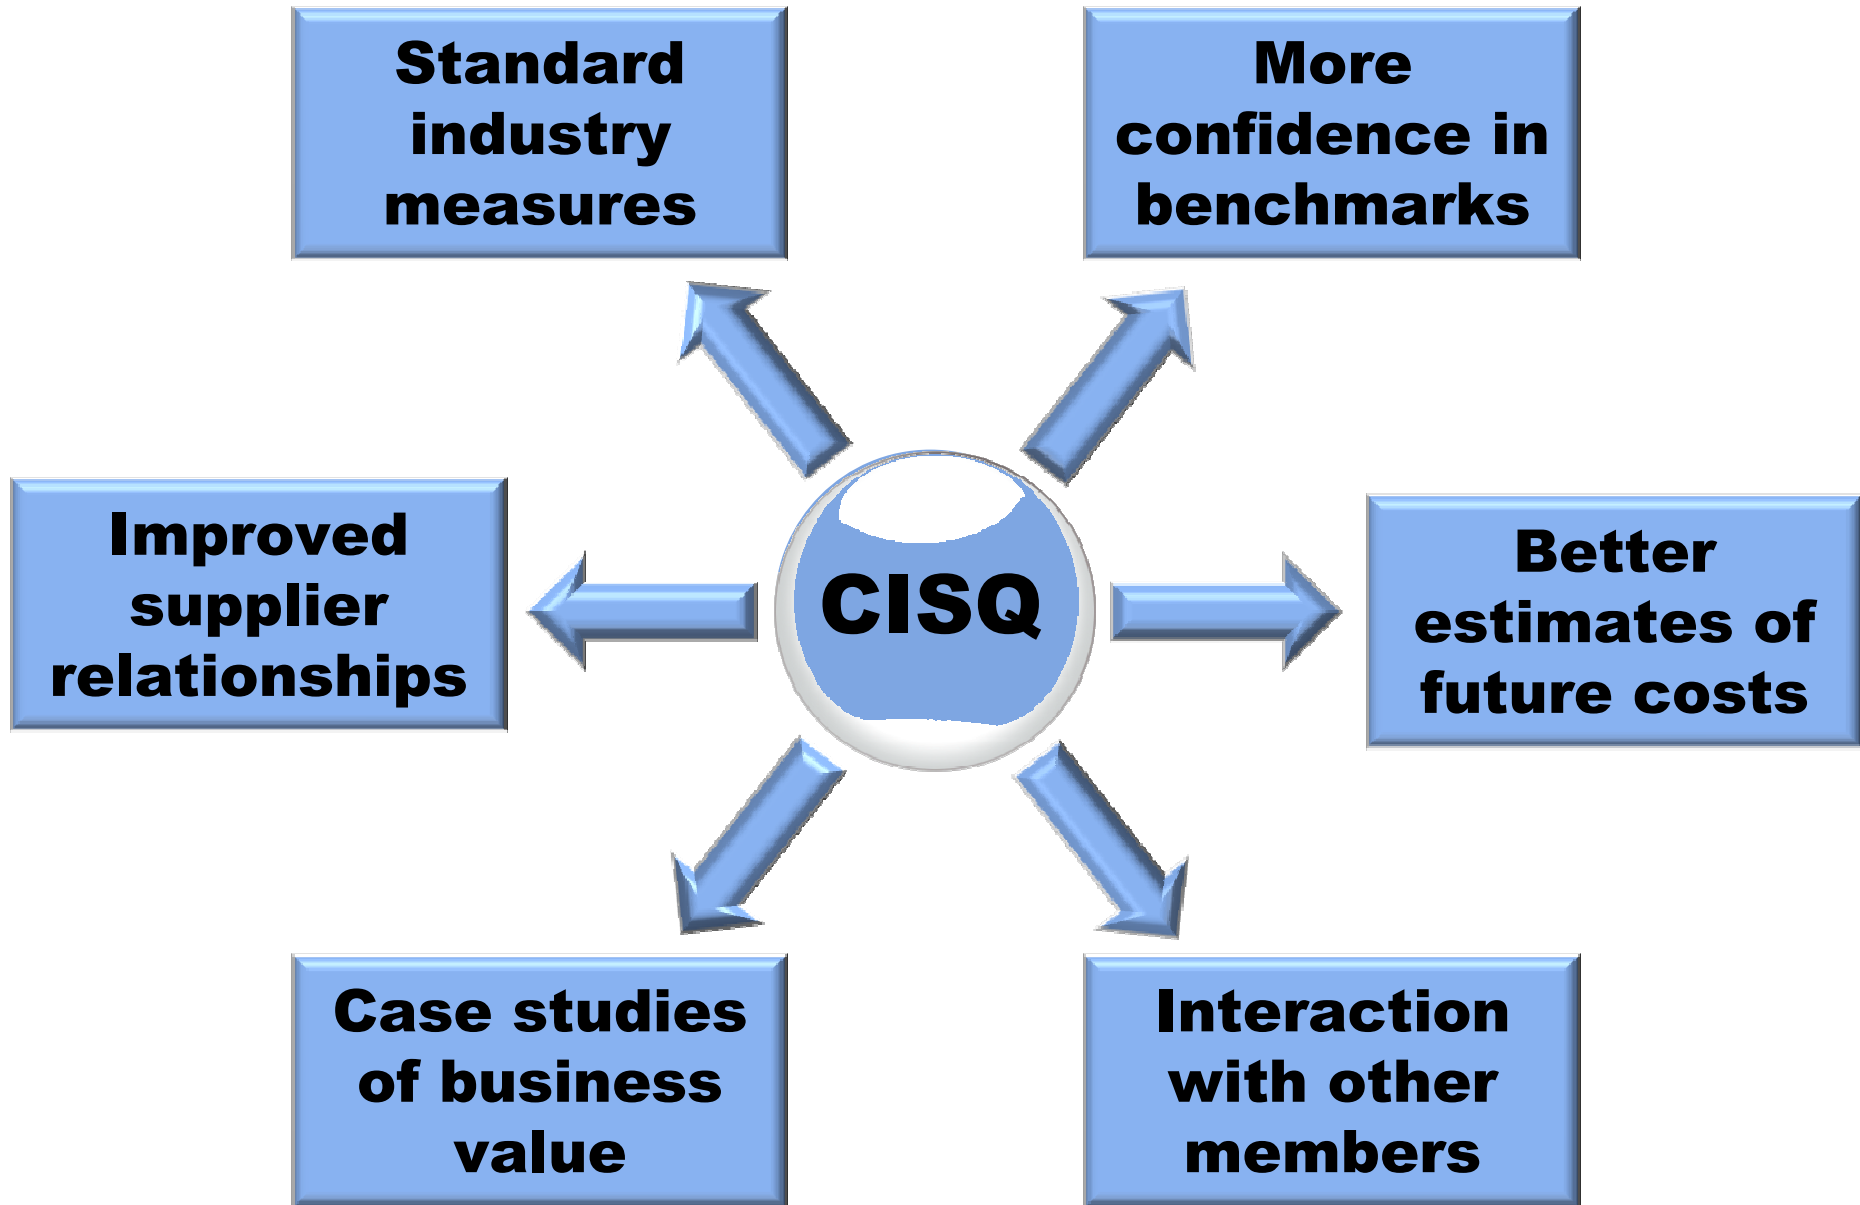 Standard
industry
measures
More
confidence in
benchmarks
Improved
supplier
relationships
CISQ
Better
estimates of
future costs
Case studies
of business
value
Interaction
with other
members